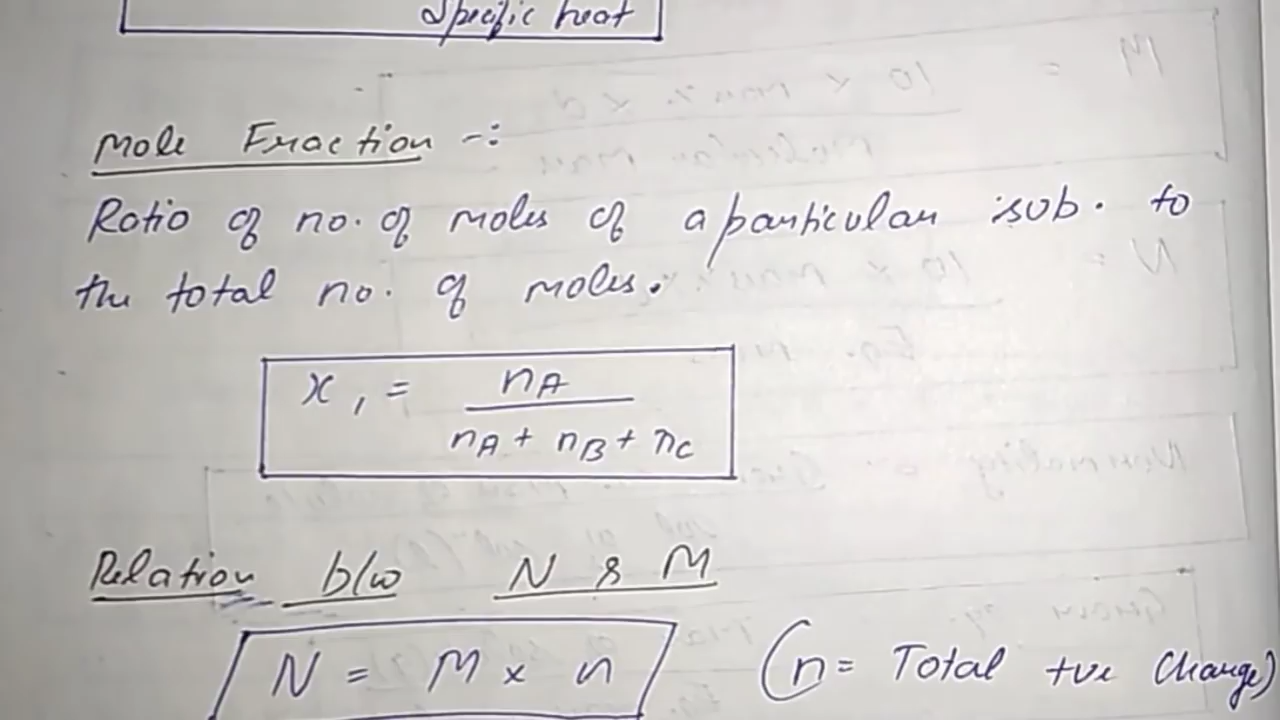 Specific heat
Mole Fraction -:
Ratio of no. of moles of a particular sub. to
the total no. of moles.
x₁ = nA / nA + nB + nC
Relation b/w N & M
N = M × n (n = Total +ve Charge)